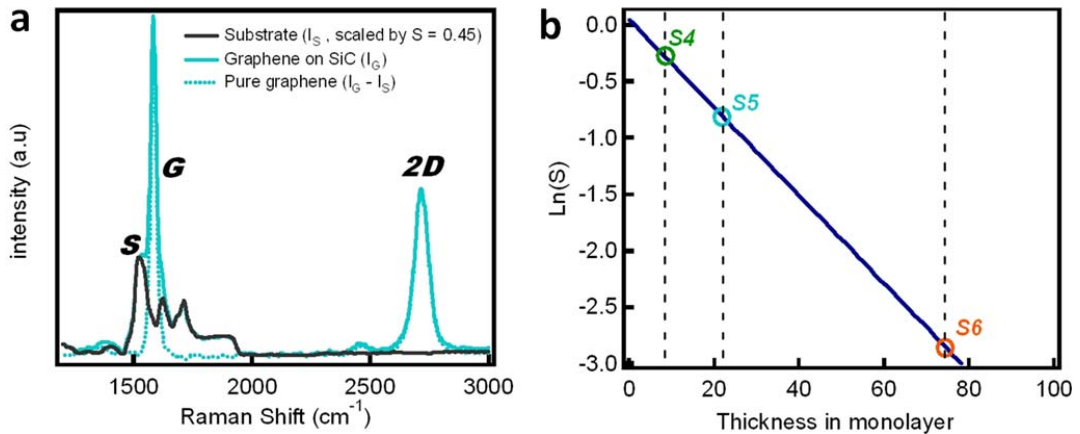 a
Substrate (I_S , scaled by S = 0.45)
Graphene on SiC (I_G)
Pure graphene (I_G - I_S)
S
G
2D
intensity (a.u)
1500
2000
2500
3000
Raman Shift (cm⁻¹)
b
0.0
-0.5
-1.0
-1.5
-2.0
-2.5
-3.0
Ln(S)
S4
S5
S6
0
20
40
60
80
100
Thickness in monolayer